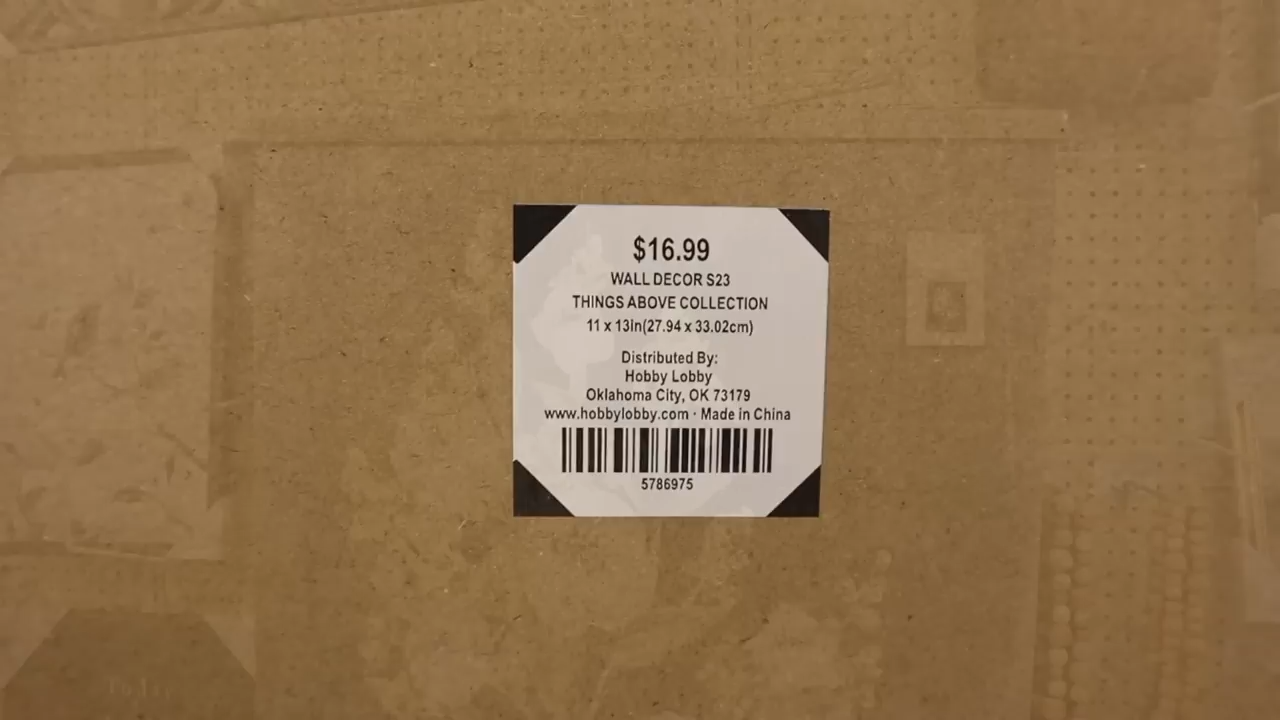 $16.99
WALL DECOR S23
THINGS ABOVE COLLECTION
11 x 13in(27.94 x 33.02cm)
Distributed By:
Hobby Lobby
Oklahoma City, OK 73179
www.hobbylobby.com · Made in China
5786975
Today